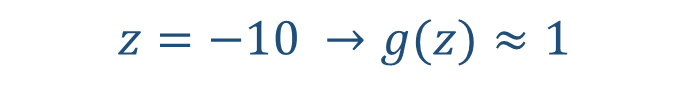 z = −10 → g(z) ≈ 1